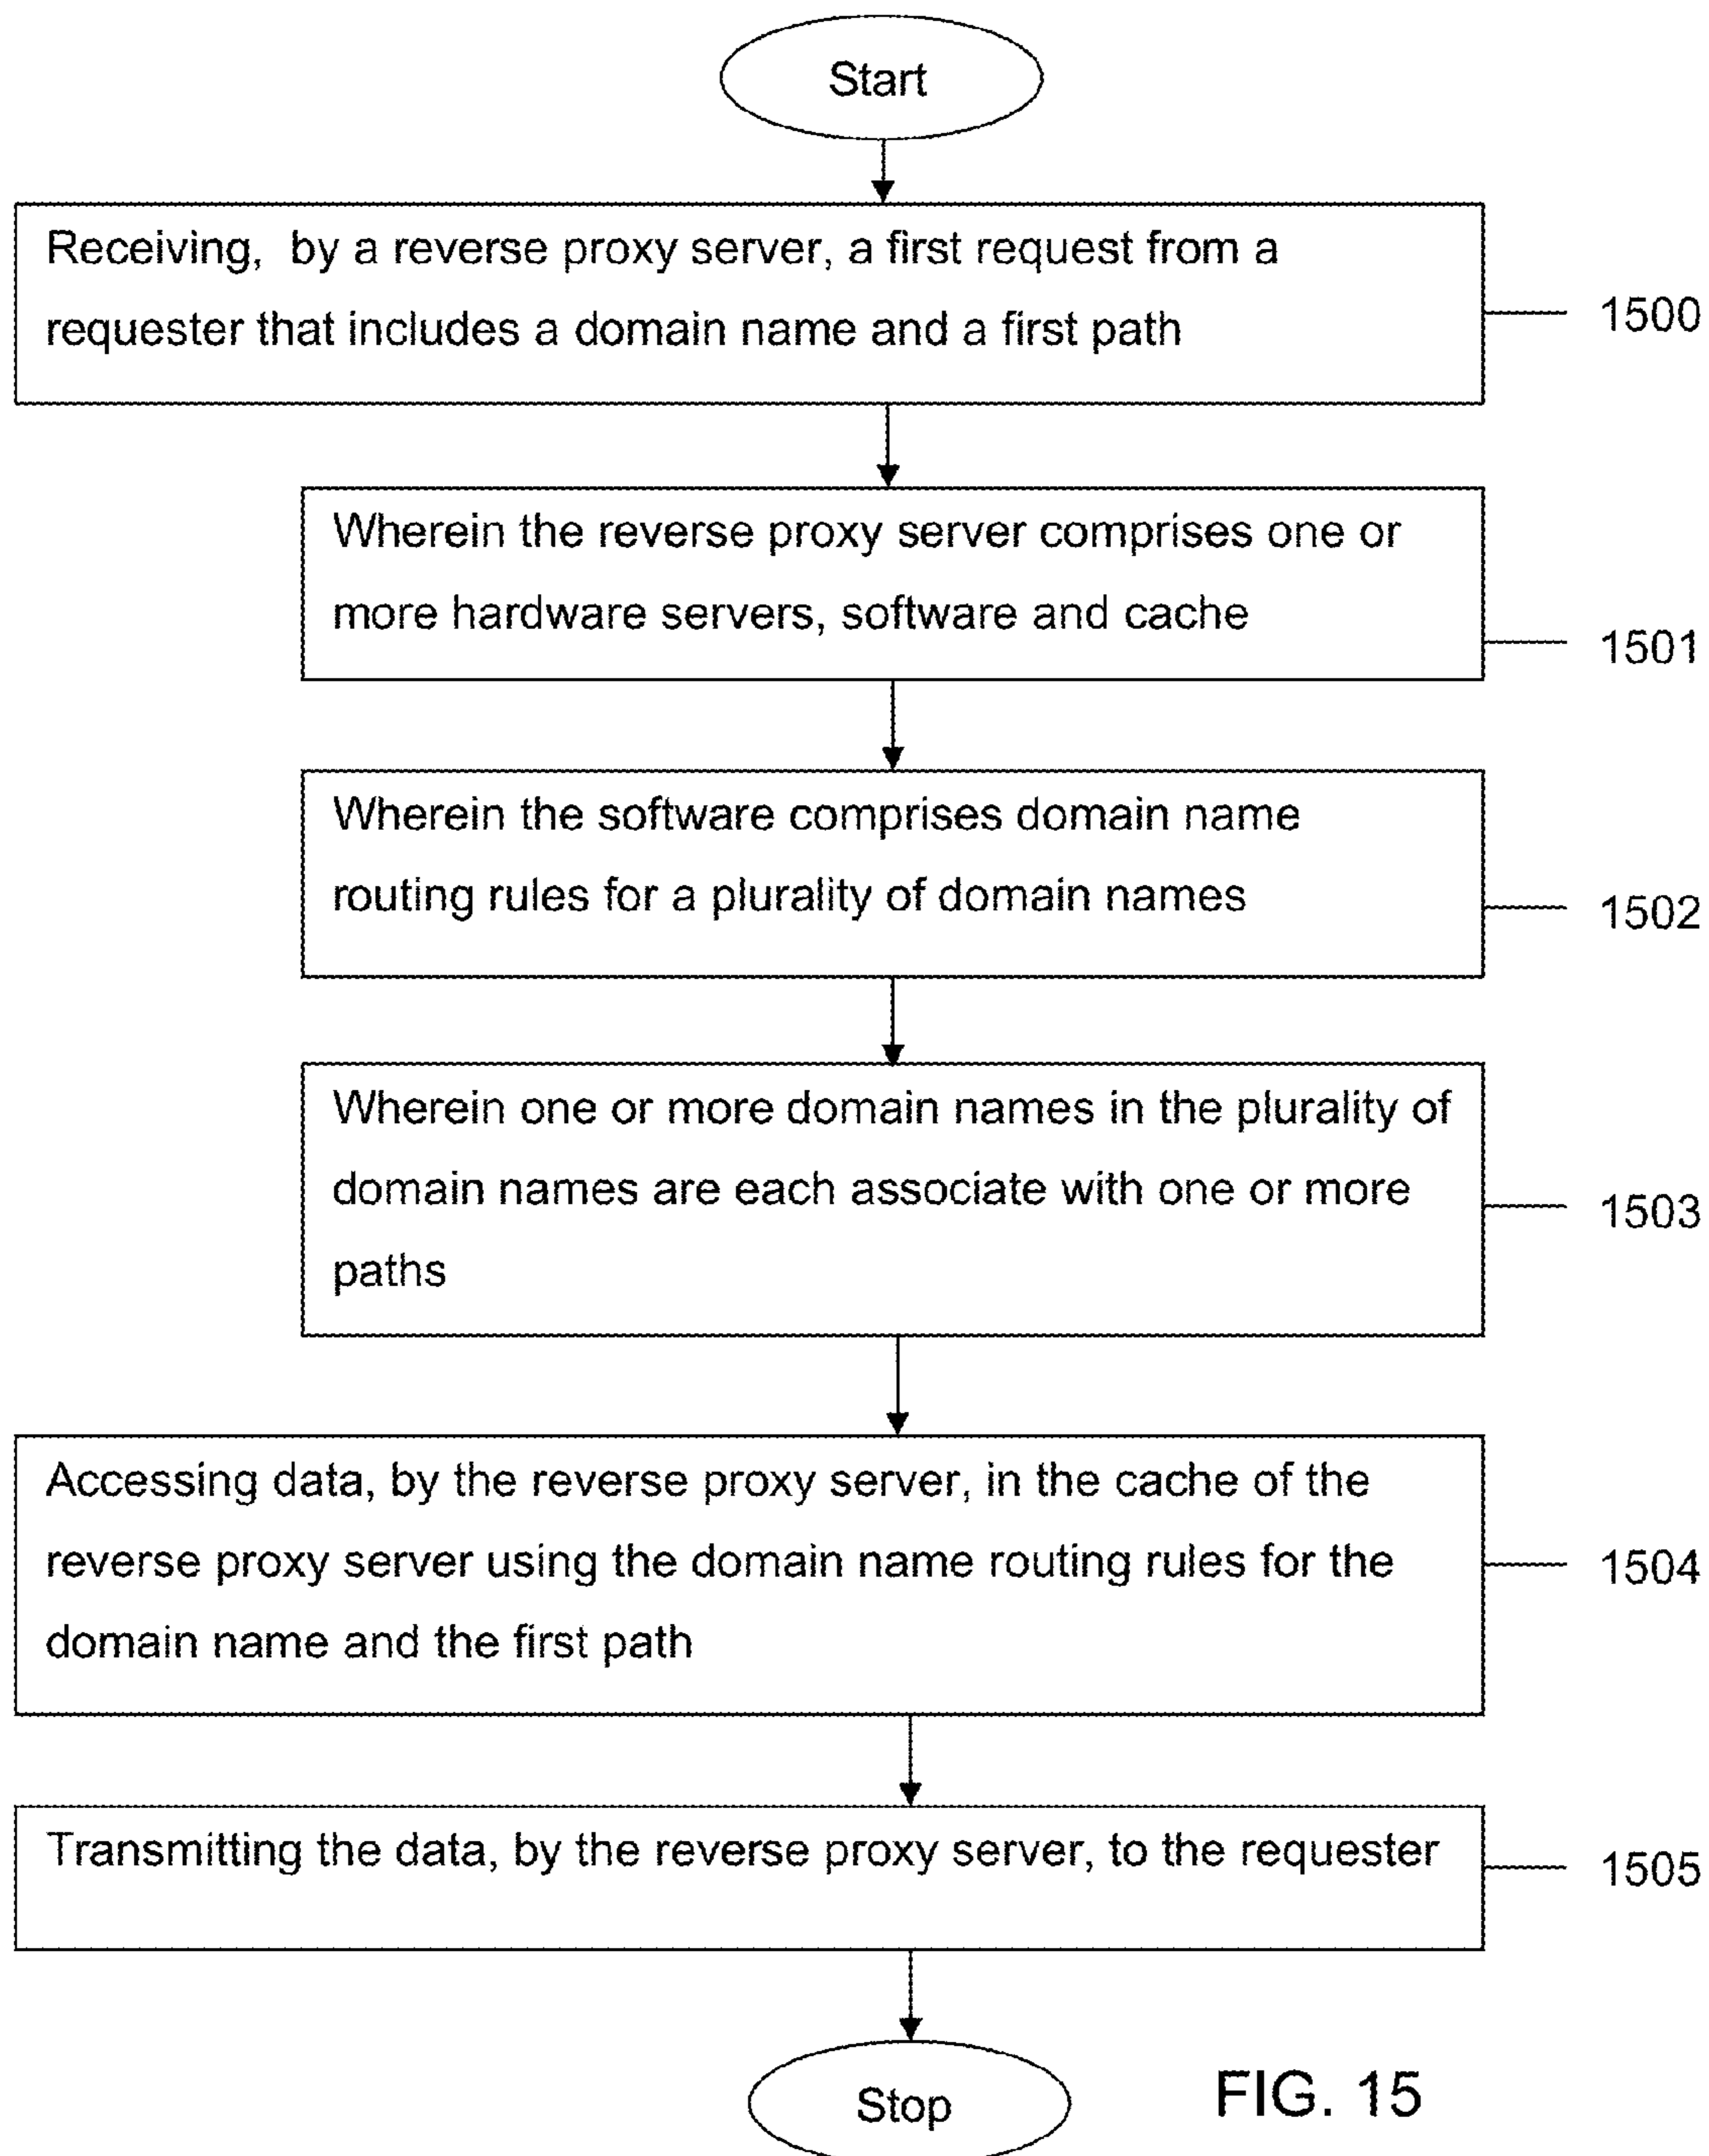 Start
Receiving,  by a reverse proxy server, a first request from a
requester that includes a domain name and a first path
1500
Wherein the reverse proxy server comprises one or
more hardware servers, software and cache
1501
Wherein the software comprises domain name
routing rules for a plurality of domain names
1502
Wherein one or more domain names in the plurality of
domain names are each associate with one or more
paths
1503
Accessing data, by the reverse proxy server, in the cache of the
reverse proxy server using the domain name routing rules for the
domain name and the first path
1504
Transmitting the data, by the reverse proxy server, to the requester
1505
Stop
FIG. 15